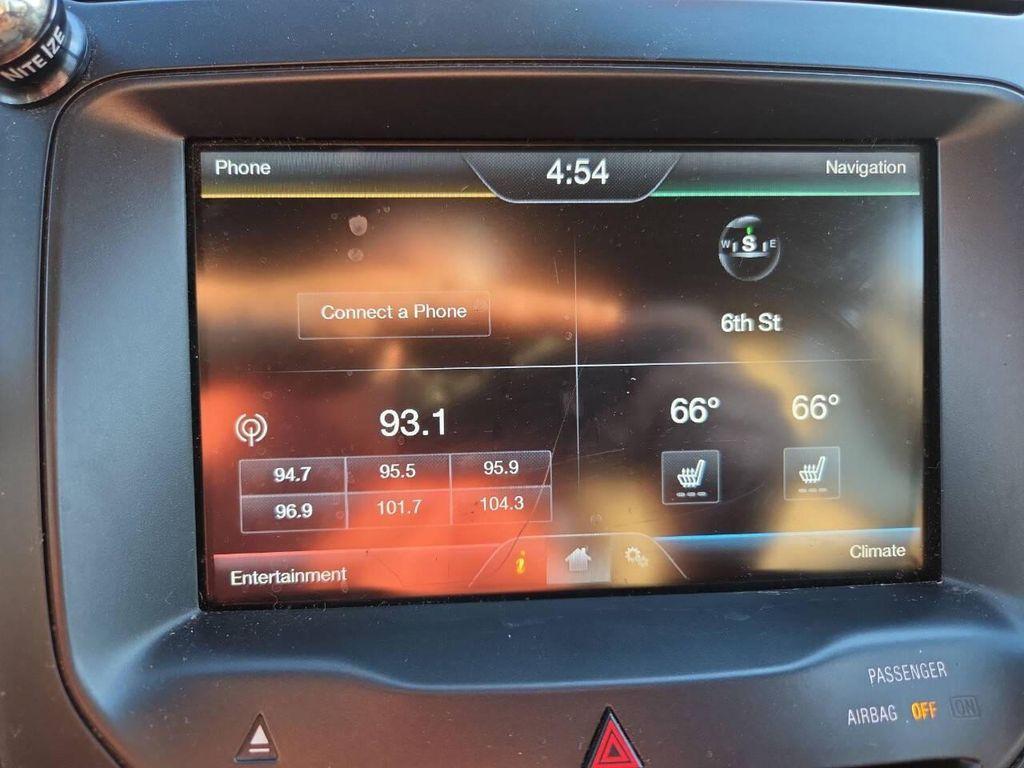 NITE IZE
Phone
4:54
Navigation
W S E
Connect a Phone
6th St
93.1
66° 66°
94.7 95.5 95.9
96.9 101.7 104.3
i
Entertainment
Climate
PASSENGER
AIRBAG OFF ON